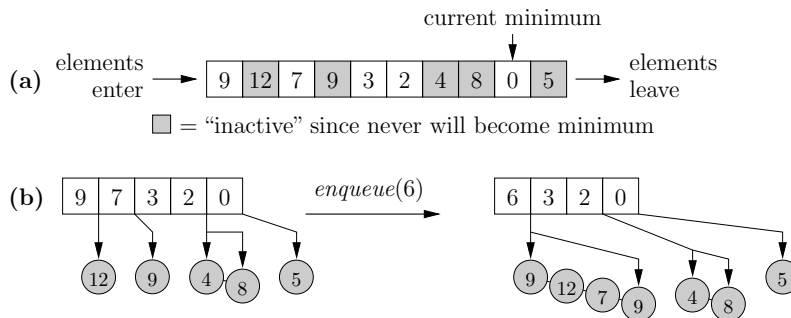 current minimum
elements enter
(a)
9 12 7 9 3 2 4 8 0 5
elements leave
= “inactive” since never will become minimum
(b)
9 7 3 2 0
enqueue(6)
6 3 2 0
12 9 4 8 5
9 12 7 9 4 8 5